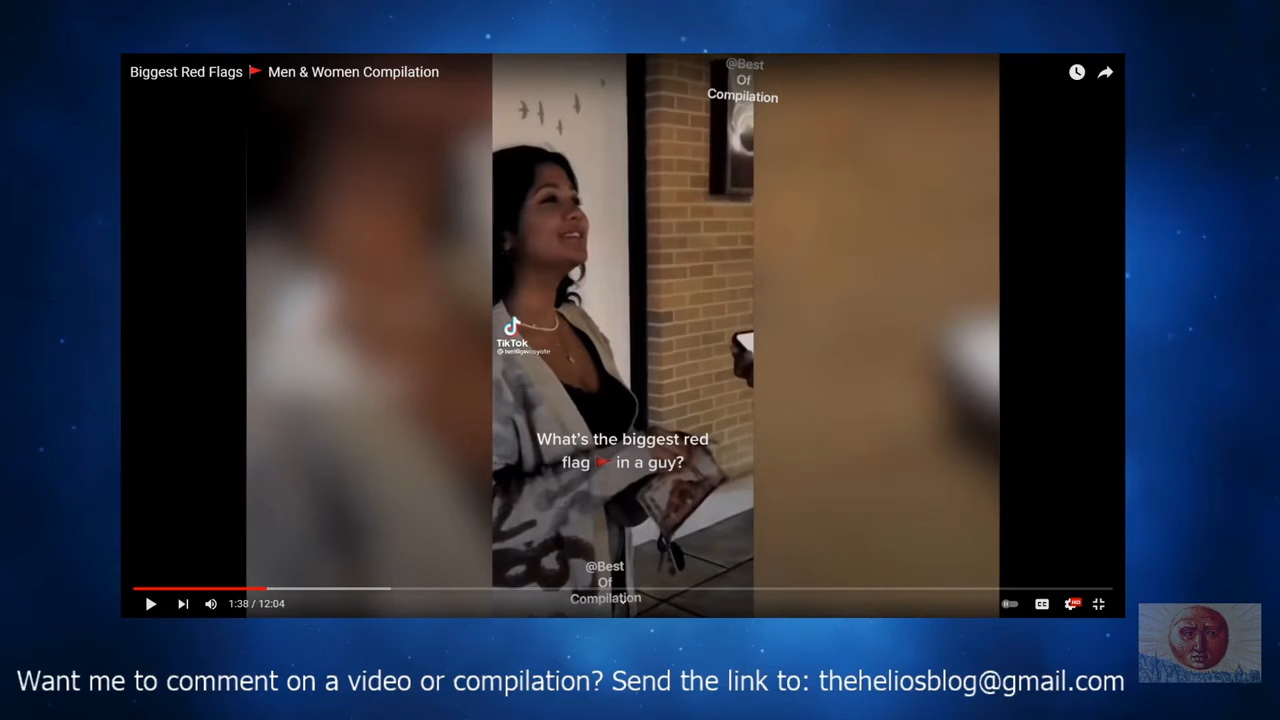 Biggest Red Flags 🚩 Men & Women Compilation
@Best
Of
Compilation
TikTok
What's the biggest red
flag 🚩 in a guy?
@Best
Of
Compilation
1:38 / 12:04
CC
HD
Want me to comment on a video or compilation? Send the link to: theheliosblog@gmail.com